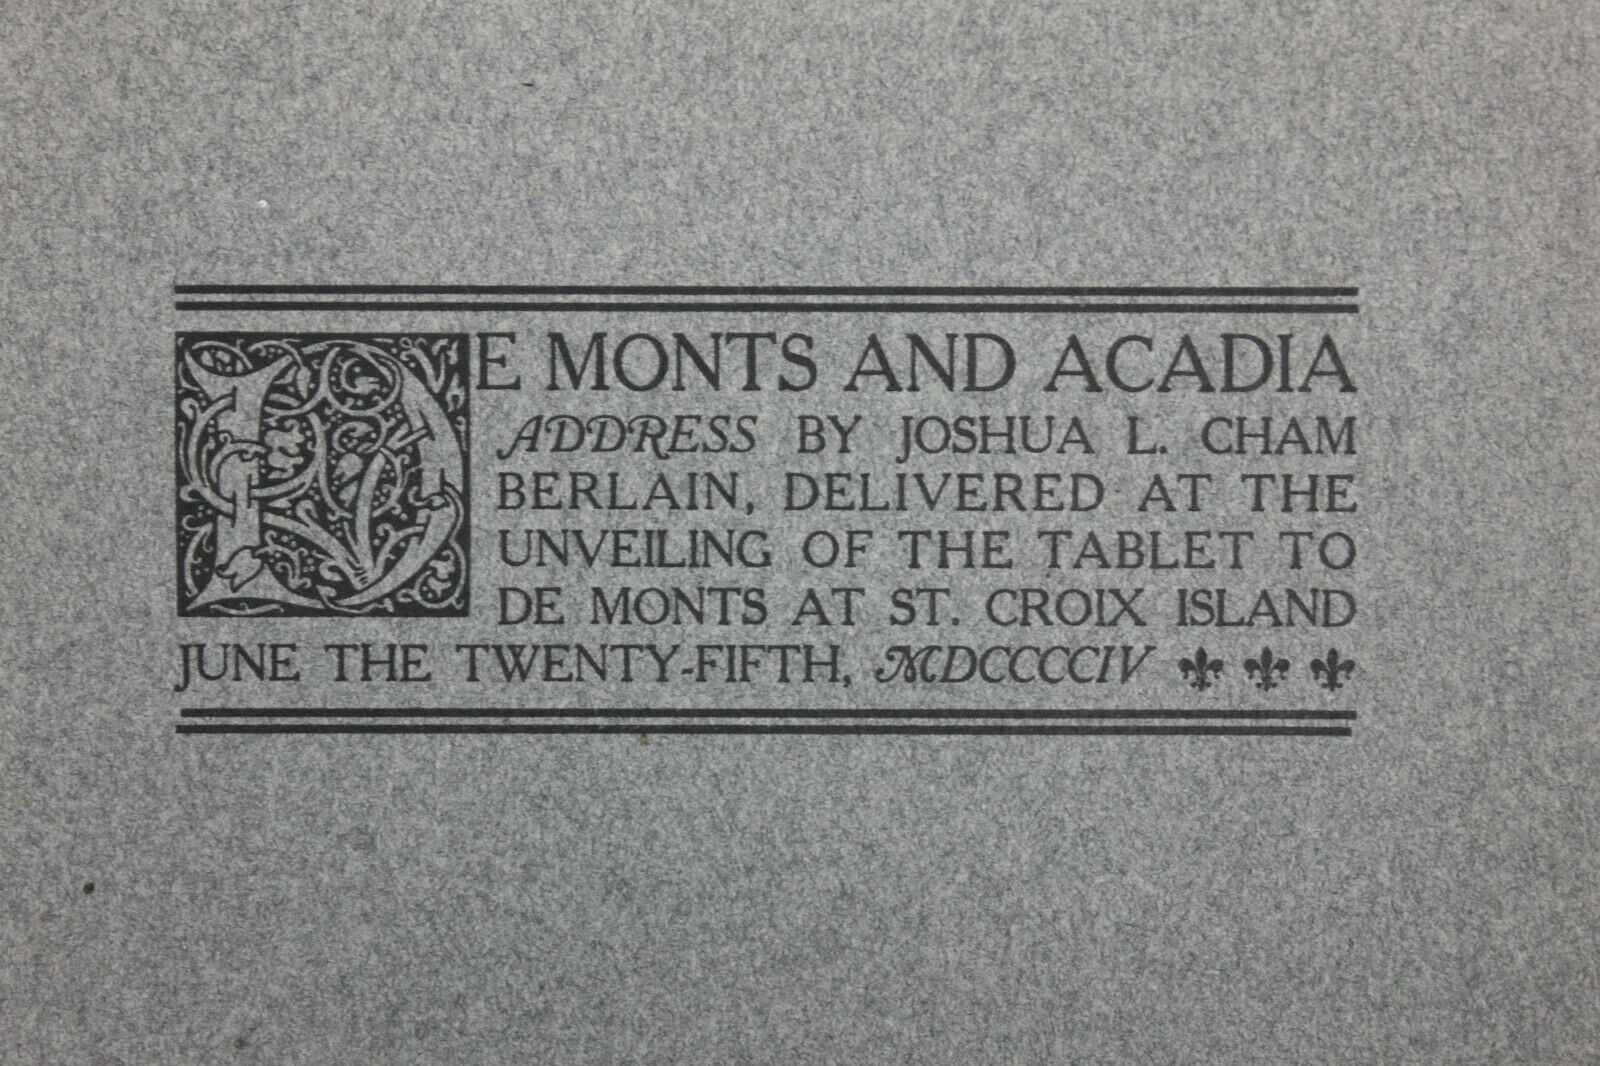 DE MONTS AND ACADIA
ADDRESS BY JOSHUA L. CHAM
BERLAIN, DELIVERED AT THE
UNVEILING OF THE TABLET TO
DE MONTS AT ST. CROIX ISLAND
JUNE THE TWENTY-FIFTH, MDCCCCIV